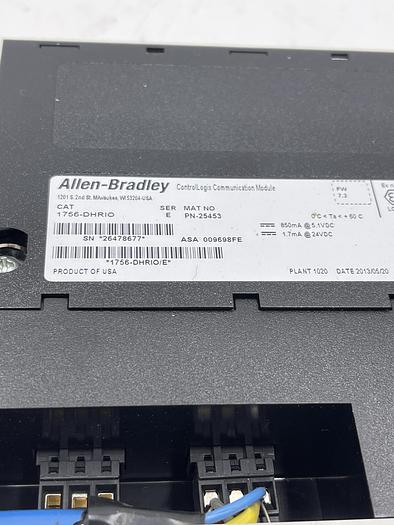 Allen-Bradley ControlLogix Communication Module
1201 S. 2nd St. Milwaukee, WI 53204-USA
FW
7.3
CAT SER MAT NO
1756-DHRIO E PN-25453
0°C < Ta < + 60 C
850mA @ 5.1VDC
1.7mA @ 24VDC
SN "26478677" ASA 009698FE
"1756-DHRIO/E"
PRODUCT OF USA PLANT 1020 DATE 2013/05/20
Ex n